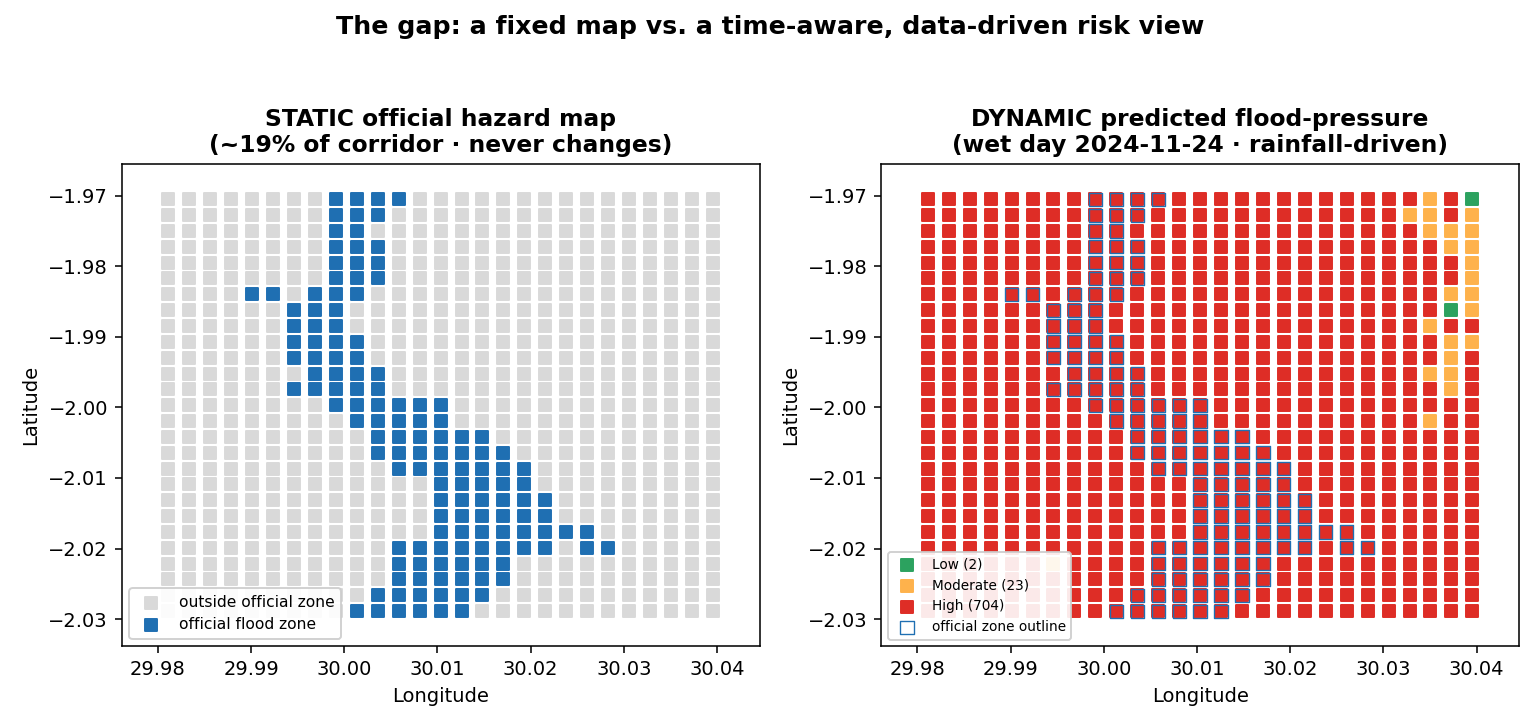 The gap: a fixed map vs. a time-aware, data-driven risk view
STATIC official hazard map
(~19% of corridor · never changes)
Latitude
−1.97
−1.98
−1.99
−2.00
−2.01
−2.02
−2.03
outside official zone
official flood zone
29.98
29.99
30.00
30.01
30.02
30.03
30.04
Longitude
DYNAMIC predicted flood-pressure
(wet day 2024-11-24 · rainfall-driven)
Latitude
−1.97
−1.98
−1.99
−2.00
−2.01
−2.02
−2.03
Low (2)
Moderate (23)
High (704)
official zone outline
29.98
29.99
30.00
30.01
30.02
30.03
30.04
Longitude